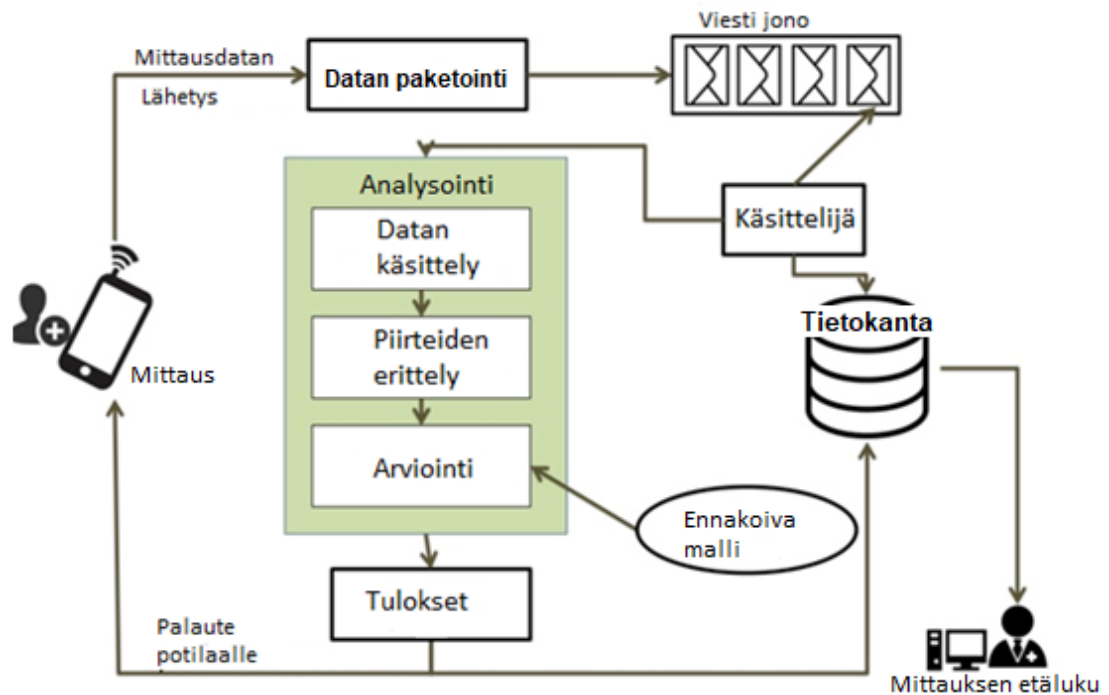 Viesti jono
Mittausdatan
Lähetys
Datan paketointi
Analysointi
Datan
käsittely
Käsittelijä
Piirteiden
erittely
Tietokanta
Mittaus
Arviointi
Ennakoiva
malli
Tulokset
Palaute
potilaalle
Mittauksen etäluku